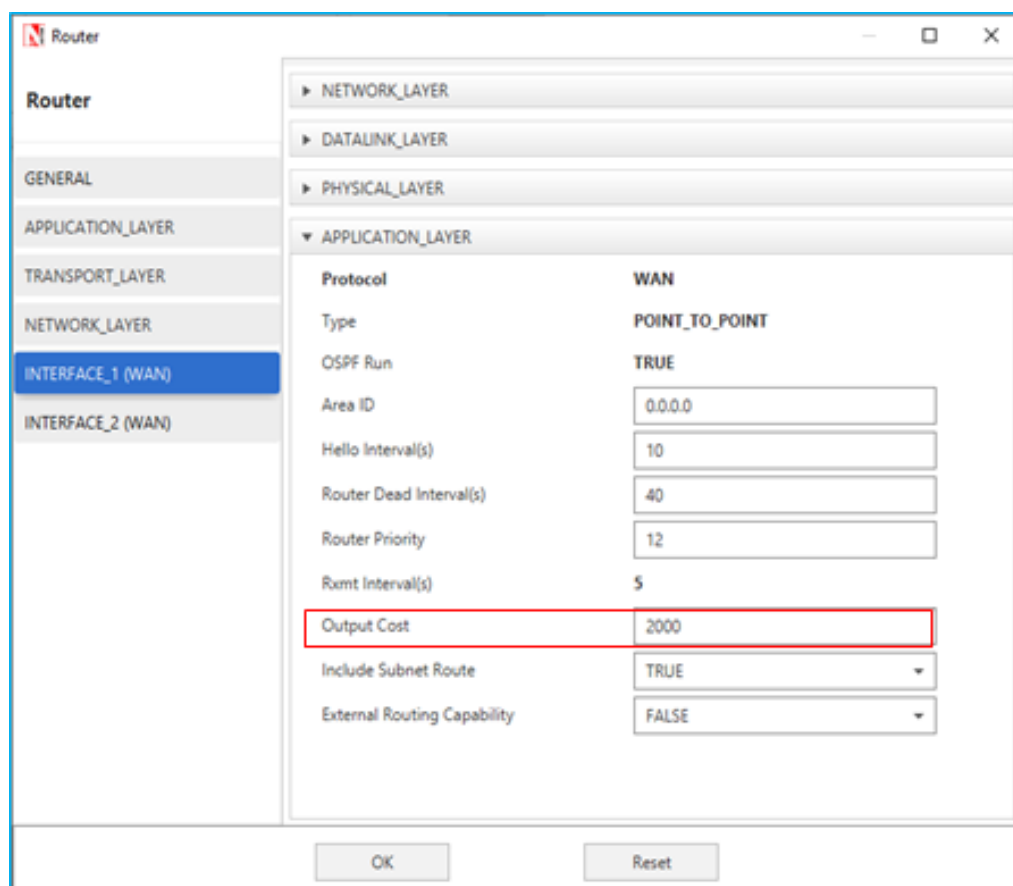 Router
Router
GENERAL
APPLICATION_LAYER
TRANSPORT_LAYER
NETWORK_LAYER
INTERFACE_1 (WAN)
INTERFACE_2 (WAN)
NETWORK_LAYER
DATALINK_LAYER
PHYSICAL_LAYER
APPLICATION_LAYER
Protocol WAN
Type POINT_TO_POINT
OSPF Run TRUE
Area ID 0.0.0.0
Hello Interval(s) 10
Router Dead Interval(s) 40
Router Priority 12
Rxmt Interval(s) 5
Output Cost 2000
Include Subnet Route TRUE
External Routing Capability FALSE
OK Reset